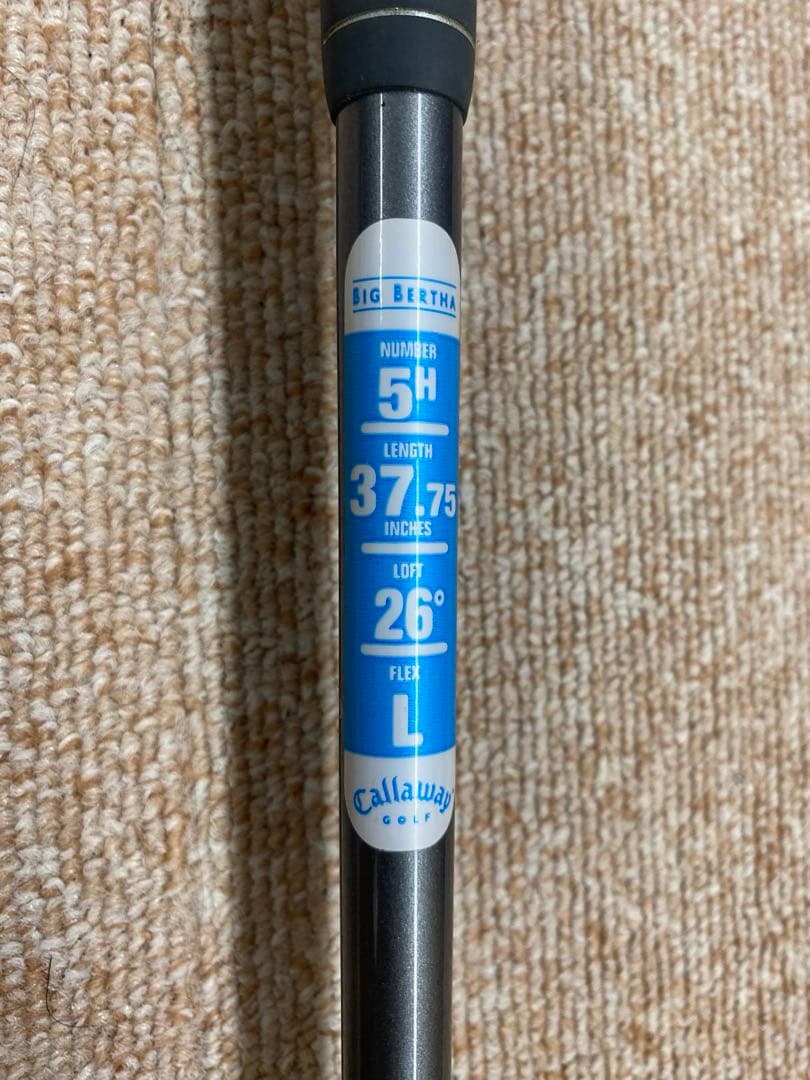 BIG BERTHA
NUMBER
5H
LENGTH
37.75
INCHES
LOFT
26°
FLEX
L
Callaway
GOLF